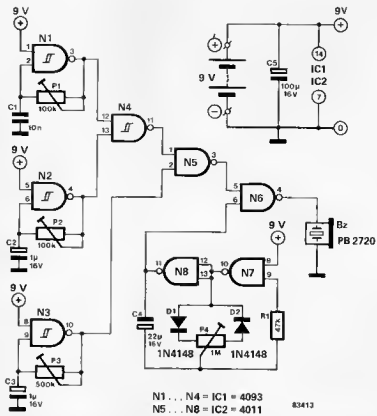 9 V
N1
1
2
3
P1
100k
C1
10n
N4
12
13
11
9 V
N2
5
6
4
P2
100k
C2
1µ
16V
9 V
N3
8
9
10
P3
500k
C3
1µ
16V
N5
1
2
3
N6
5
6
4
Bz
PB 2720
N8
11
12
13
N7
10
8
9
9 V
R1
47k
C4
22µ
16V
D1
1N4148
P4
1M
D2
1N4148
9 V
C5
100µ
16V
9V
14
IC1
IC2
7
0
N1 ... N4 = IC1 = 4093
N5 ... N8 = IC2 = 4011
83413